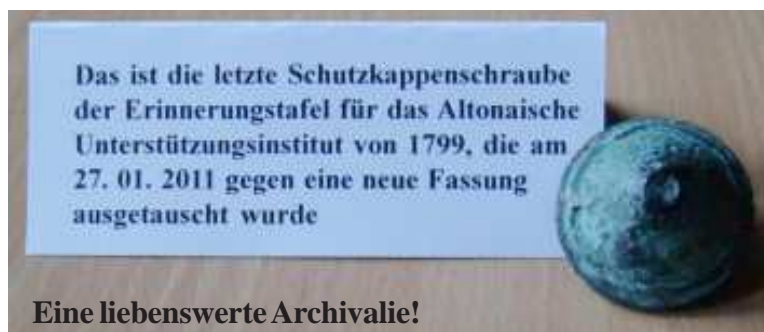 Das ist die letzte Schutzkappenschraube
der Erinnerungstafel für das Altonaische
Unterstützungsinstitut von 1799, die am
27. 01. 2011 gegen eine neue Fassung
ausgetauscht wurde
Eine liebenswerte Archivalie!